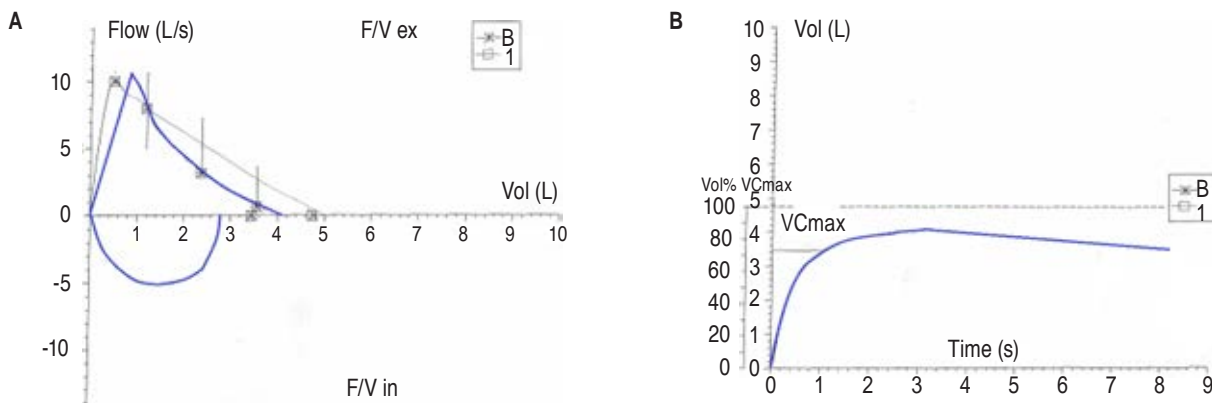 A
Flow (L/s)
F/V ex
B
1
10
5
0
-5
-10
Vol (L)
1 2 3 4 5 6 7 8 9 10
F/V in
B
Vol (L)
10
9
8
7
6
5
4
3
2
1
0
Vol% VCmax
100
80
60
40
20
0
VCmax
B
1
Time (s)
0 1 2 3 4 5 6 7 8 9